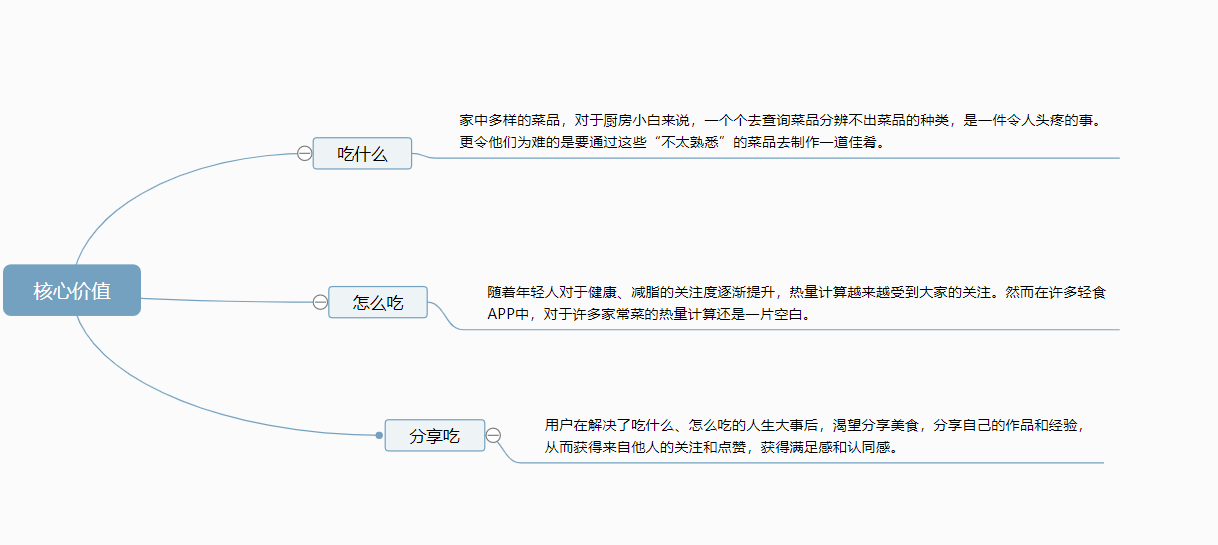 家中多样的菜品，对于厨房小白来说，一个个去查询菜品分辨不出菜品的种类，是一件令人头疼的事。
更令他们为难的是要通过这些“不太熟悉”的菜品去制作一道佳肴。
吃什么
核心价值
怎么吃
随着年轻人对于健康、减脂的关注度逐渐提升，热量计算越来越受到大家的关注。然而在许多轻食
APP中，对于许多家常菜的热量计算还是一片空白。
分享吃
用户在解决了吃什么、怎么吃的人生大事后，渴望分享美食，分享自己的作品和经验，
从而获得来自他人的关注和点赞，获得满足感和认同感。